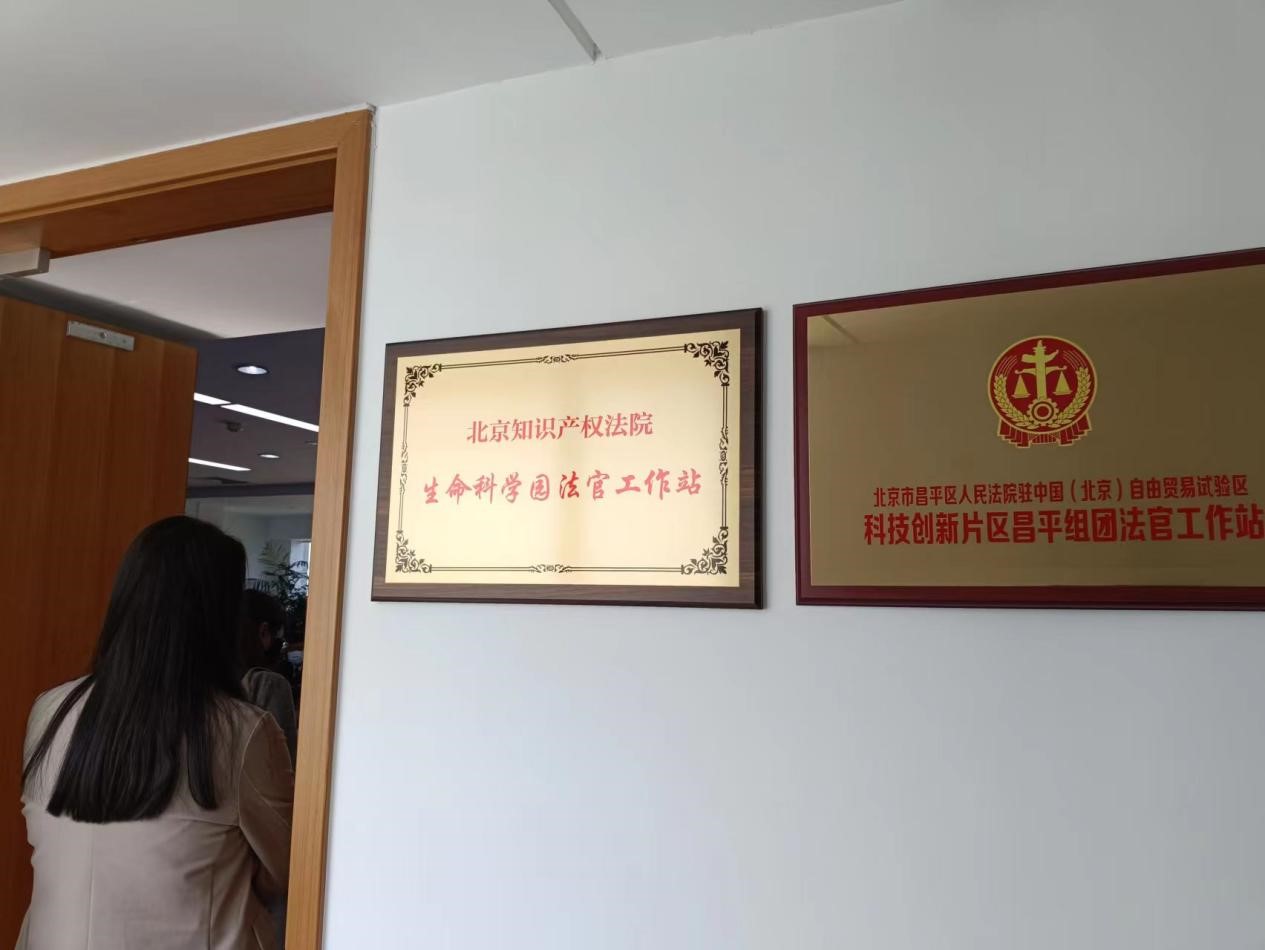 北京知识产权法院
生命科学园法官工作站
北京市昌平区人民法院驻中国（北京）自由贸易试验区
科技创新片区昌平组团法官工作站